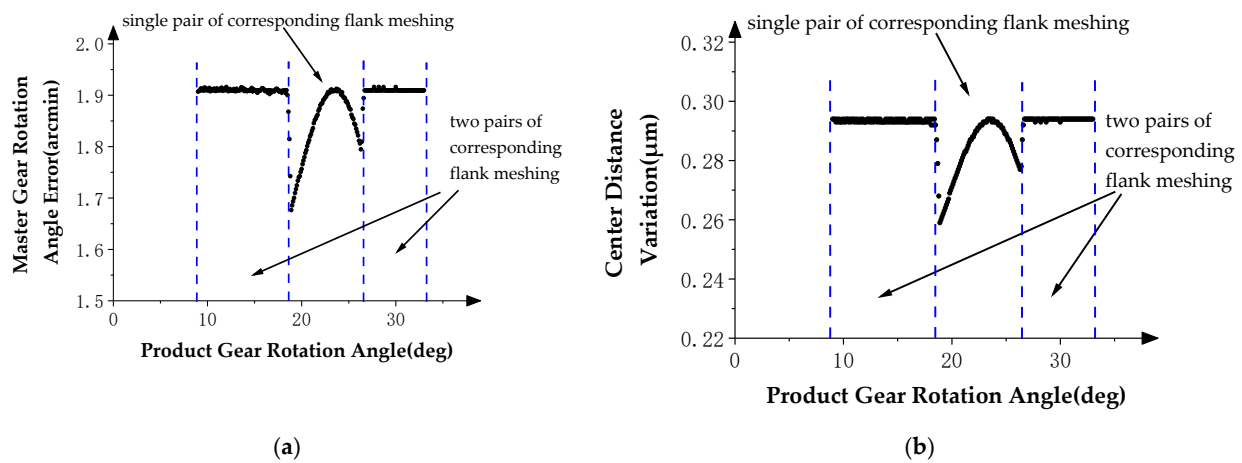 single pair of corresponding flank meshing
2.0
1.9
1.8
1.7
1.6
1.5
Master Gear Rotation
Angle Error(arcmin)
two pairs of
corresponding
flank meshing
0
10
20
30
Product Gear Rotation Angle(deg)
(a)
single pair of corresponding flank meshing
0.32
0.30
0.28
0.26
0.24
0.22
Center Distance
Variation(μm)
two pairs of
corresponding
flank meshing
0
10
20
30
Product Gear Rotation Angle(deg)
(b)